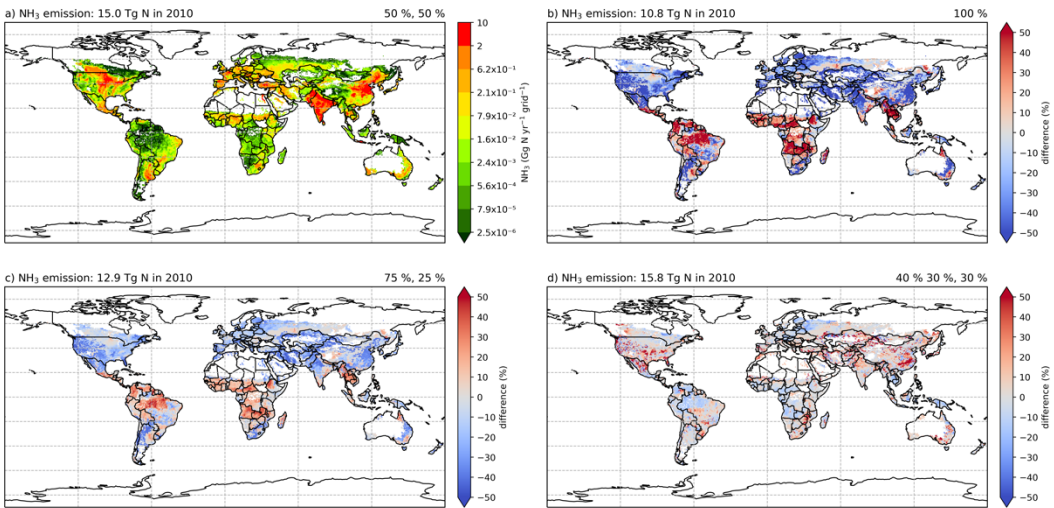 a) NH₃ emission: 15.0 Tg N in 2010
50 %, 50 %
10
2
6.2x10⁻¹
2.1x10⁻¹
7.9x10⁻²
1.8x10⁻²
2.4x10⁻³
5.6x10⁻⁴
7.9x10⁻⁵
2.5x10⁻⁶
NH₃ (Gg N yr⁻¹ grid⁻¹)
b) NH₃ emission: 10.8 Tg N in 2010
100 %
50
40
30
20
10
0
−10
−20
−30
−40
−50
difference (%)
c) NH₃ emission: 12.9 Tg N in 2010
75 %, 25 %
50
40
30
20
10
0
−10
−20
−30
−40
−50
difference (%)
d) NH₃ emission: 15.8 Tg N in 2010
40 % 30 %, 30 %
50
40
30
20
10
0
−10
−20
−30
−40
−50
difference (%)